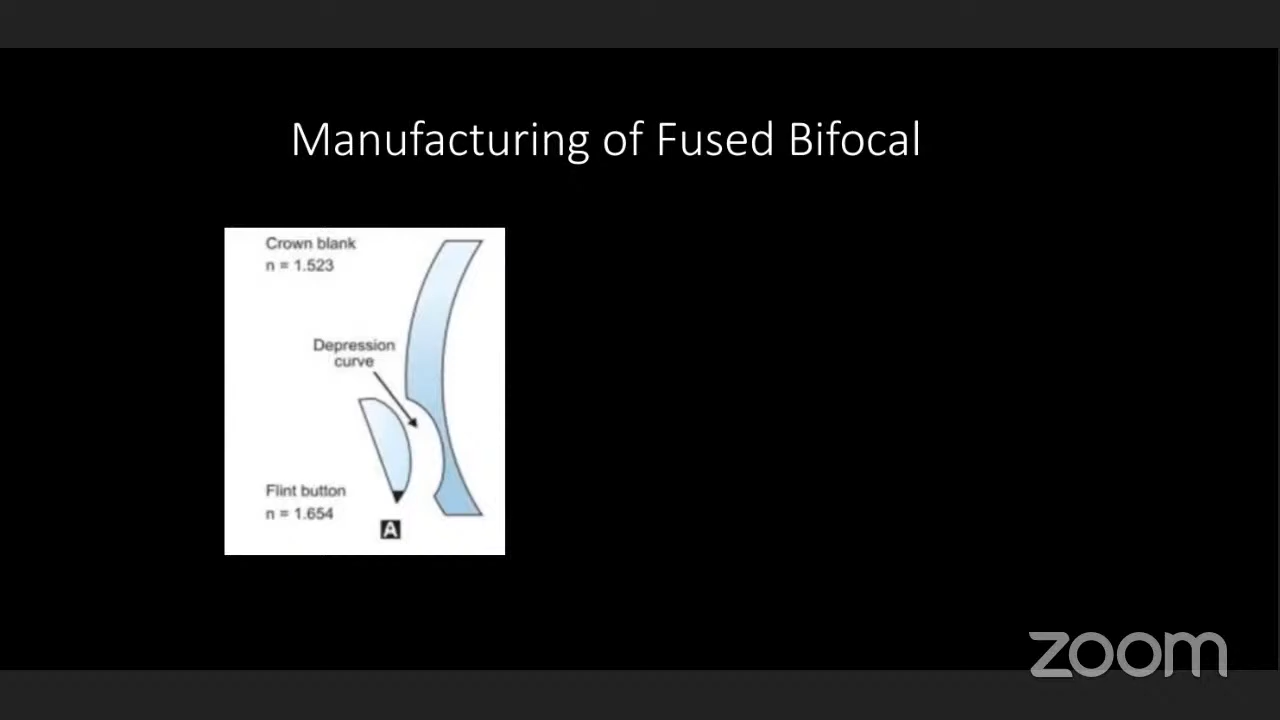 Manufacturing of Fused Bifocal
Crown blank
n = 1.523
Depression
curve
Flint button
n = 1.654
A
zoom